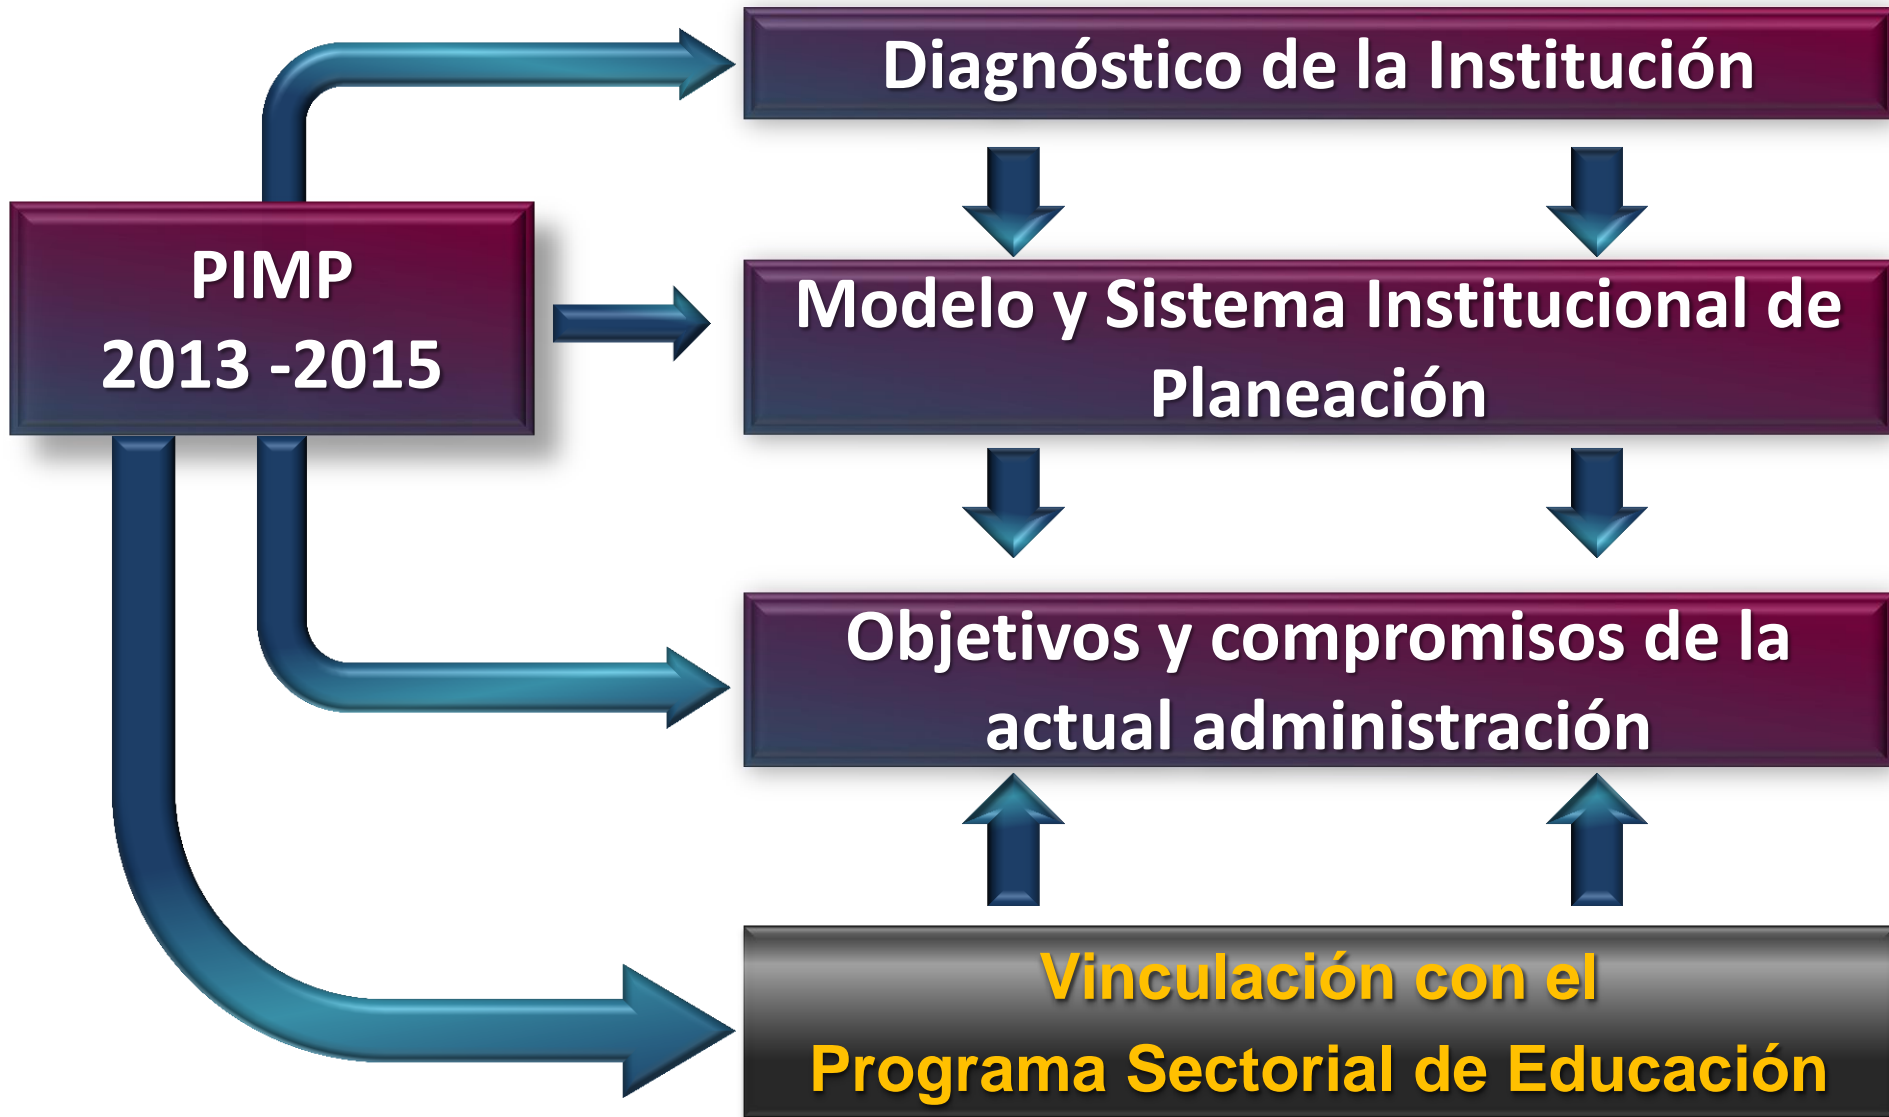 Diagnóstico de la Institución
PIMP
2013 -2015
Modelo y Sistema Institucional de
Planeación
Objetivos y compromisos de la
actual administración
Vinculación con el
Programa Sectorial de Educación